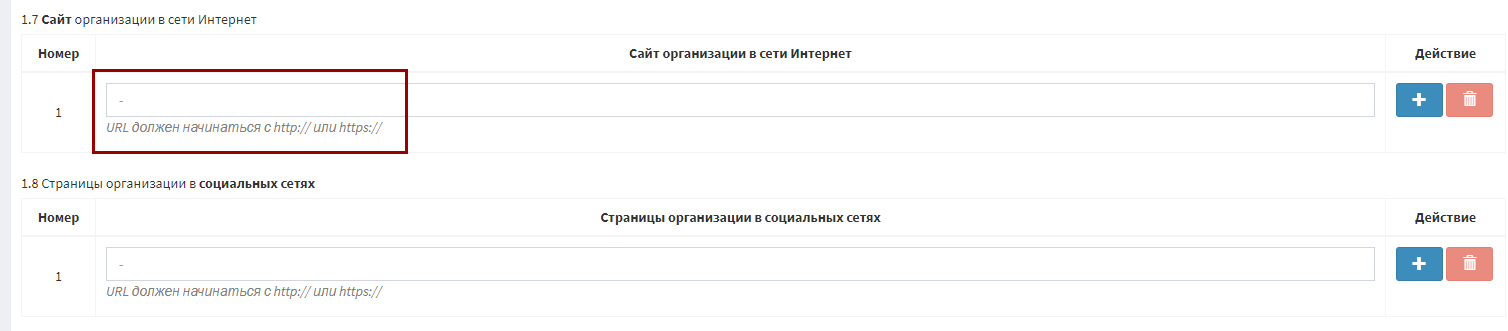 1.7 Сайт организации в сети Интернет
Номер Сайт организации в сети Интернет Действие
1 -
URL должен начинаться с http:// или https://
1.8 Страницы организации в социальных сетях
Номер Страницы организации в социальных сетях Действие
1 -
URL должен начинаться с http:// или https://